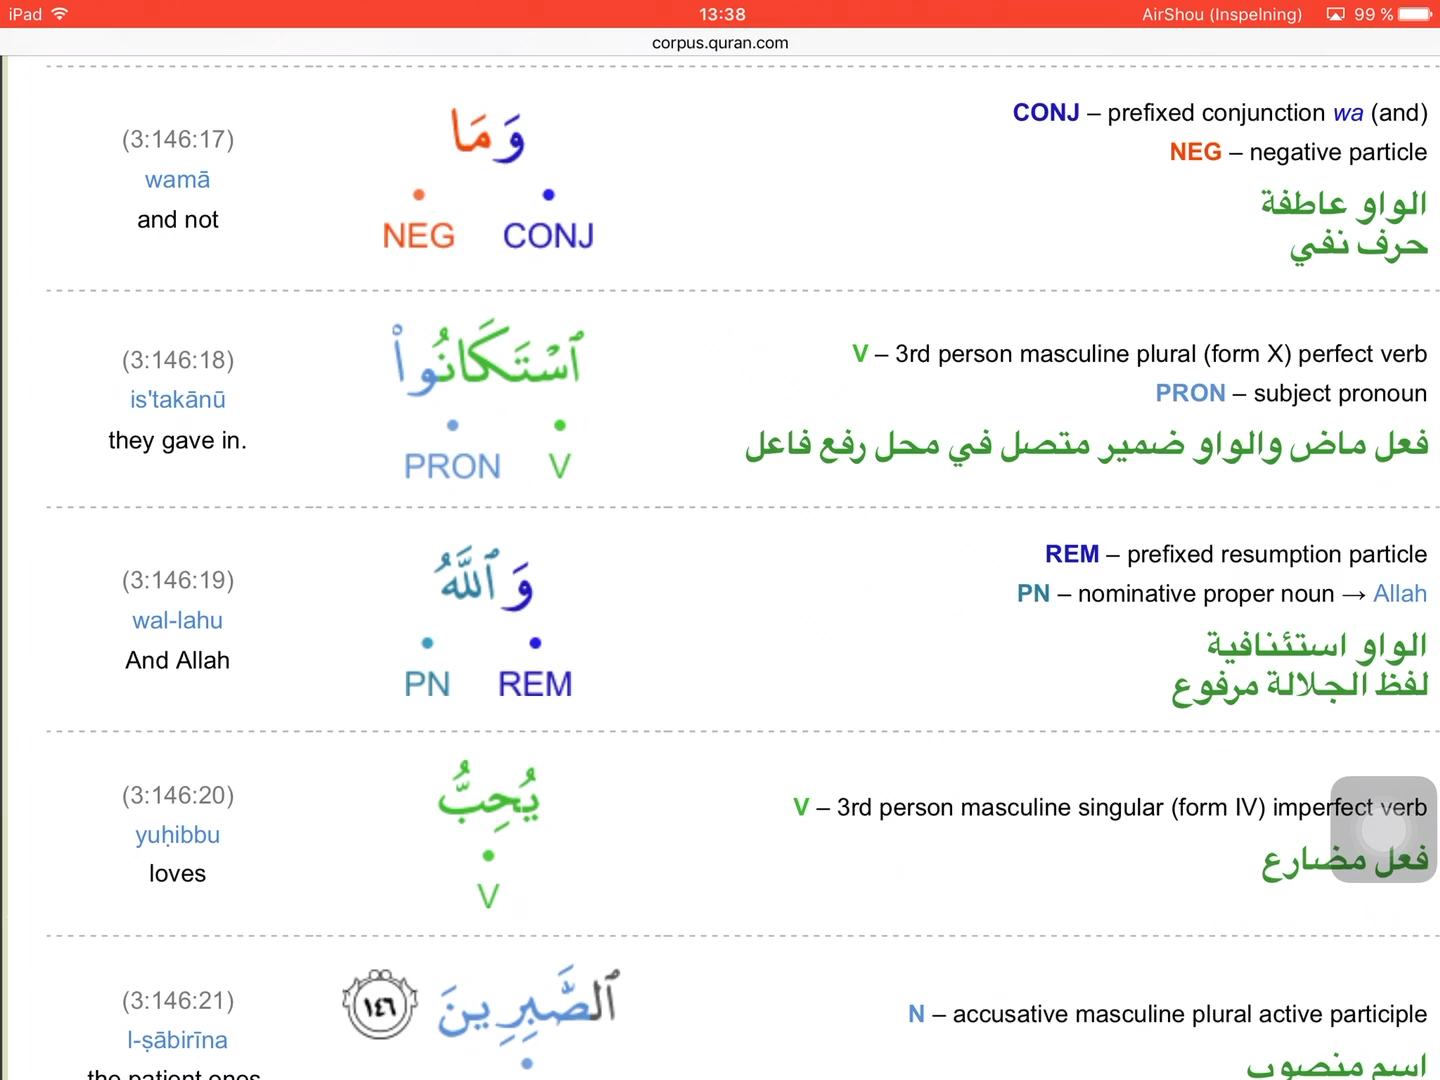 iPad 13:38 AirShou (Inspelning) 99 %
corpus.quran.com
(3:146:17)
wamā
and not
وَمَا
NEG CONJ
CONJ – prefixed conjunction wa (and)
NEG – negative particle
الواو عاطفة
حرف نفي
(3:146:18)
is'takānū
they gave in.
ٱسْتَكَانُوا۟
PRON V
V – 3rd person masculine plural (form X) perfect verb
PRON – subject pronoun
فعل ماض والواو ضمير متصل في محل رفع فاعل
(3:146:19)
wal-lahu
And Allah
وَٱللَّهُ
PN REM
REM – prefixed resumption particle
PN – nominative proper noun → Allah
الواو استئنافية
لفظ الجلالة مرفوع
(3:146:20)
yuḥibbu
loves
يُحِبُّ
V
V – 3rd person masculine singular (form IV) imperfect verb
فعل مضارع
(3:146:21)
l-ṣābirīna
the patient ones
ٱلصَّٰبِرِينَ ١٤٦
N – accusative masculine plural active participle
اسم منصوب